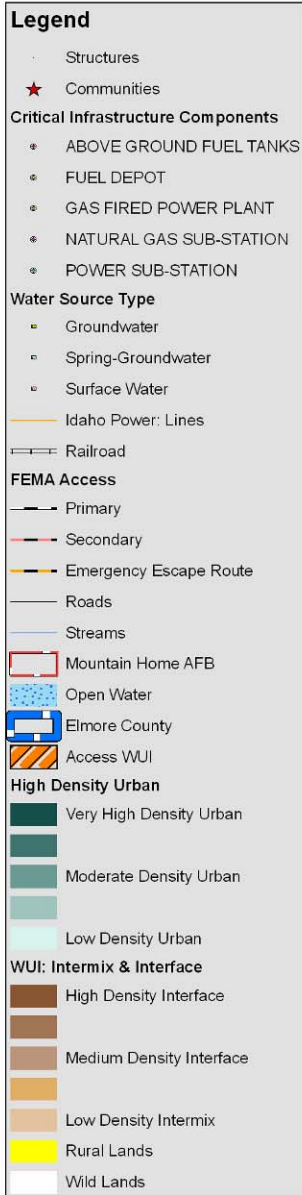 Legend
Structures
Communities
Critical Infrastructure Components
ABOVE GROUND FUEL TANKS
FUEL DEPOT
GAS FIRED POWER PLANT
NATURAL GAS SUB-STATION
POWER SUB-STATION
Water Source Type
Groundwater
Spring-Groundwater
Surface Water
Idaho Power: Lines
Railroad
FEMA Access
Primary
Secondary
Emergency Escape Route
Roads
Streams
Mountain Home AFB
Open Water
Elmore County
Access WUI
High Density Urban
Very High Density Urban
Moderate Density Urban
Low Density Urban
WUI: Intermix & Interface
High Density Interface
Medium Density Interface
Low Density Intermix
Rural Lands
Wild Lands